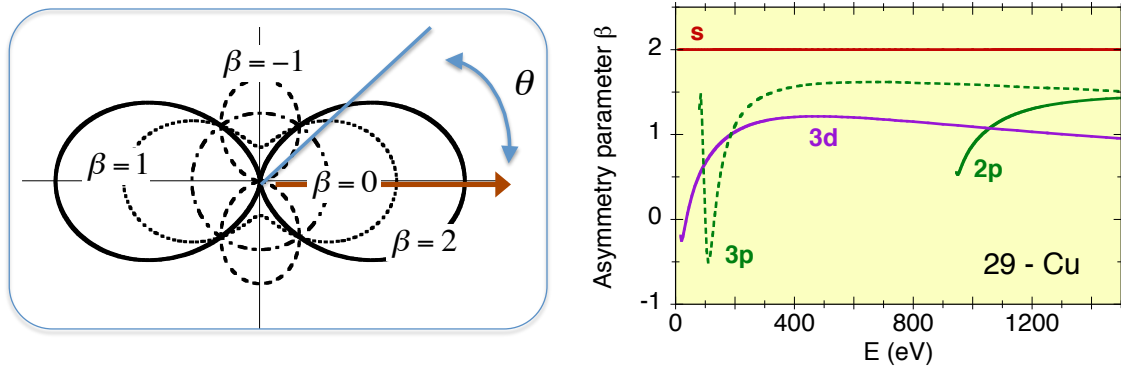 β = −1
θ
β = 1
β = 0
β = 2
Asymmetry parameter β
2
1
0
-1
s
3d
2p
3p
29 - Cu
0
400
800
1200
E (eV)